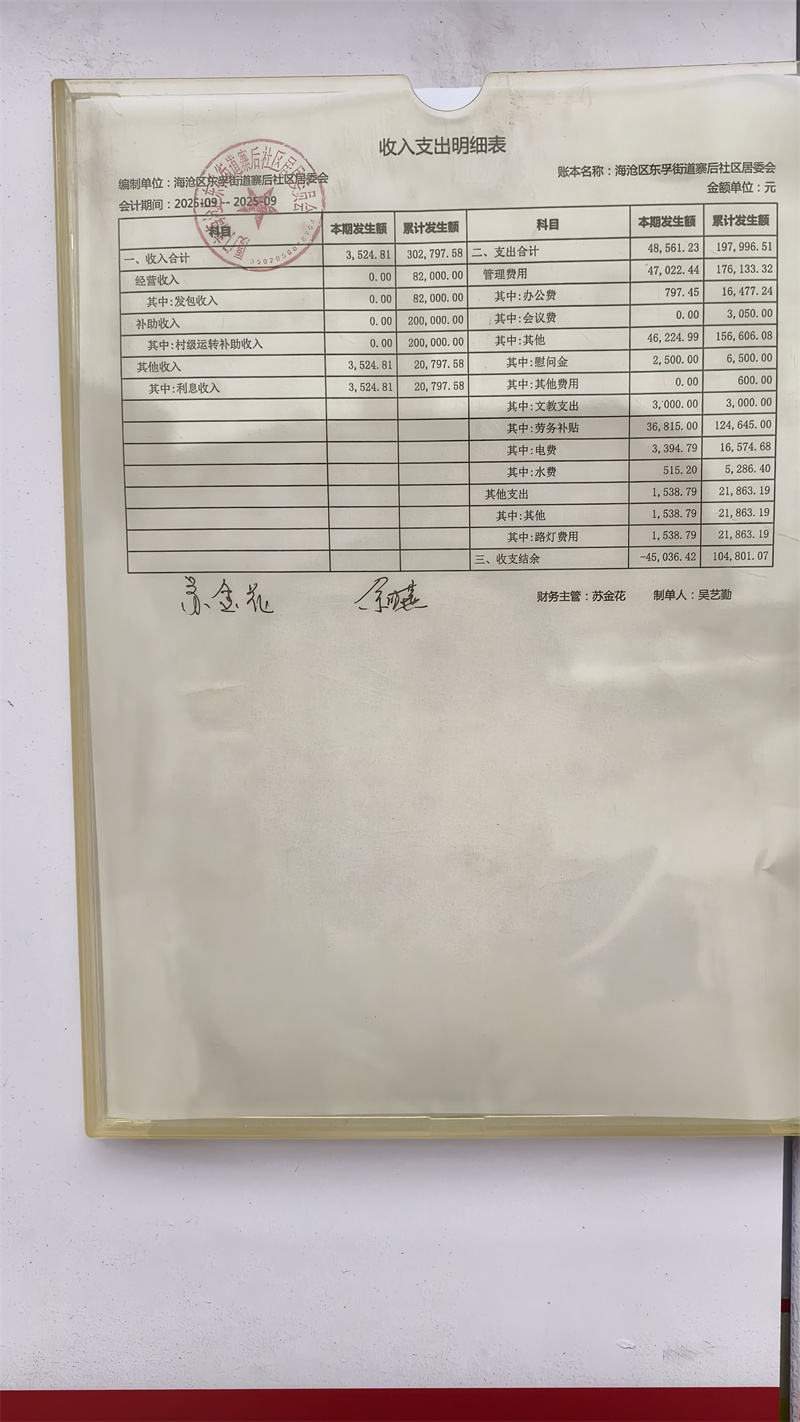 收入支出明细表
编制单位：海沧区东孚街道寨后社区居委会 账本名称：海沧区东孚街道寨后社区居委会
会计期间：2025-09 -- 2025-09 金额单位：元
科目 本期发生额 累计发生额 科目 本期发生额 累计发生额
一、收入合计 3,524.81 302,797.58 二、支出合计 48,561.23 197,996.51
经营收入 0.00 82,000.00 管理费用 47,022.44 176,133.32
其中:发包收入 0.00 82,000.00 其中:办公费 797.45 16,477.24
补助收入 0.00 200,000.00 其中:会议费 0.00 3,050.00
其中:村级运转补助收入 0.00 200,000.00 其中:其他 46,224.99 156,606.08
其他收入 3,524.81 20,797.58 其中:慰问金 2,500.00 6,500.00
其中:利息收入 3,524.81 20,797.58 其中:其他费用 0.00 600.00
其中:文教支出 3,000.00 3,000.00
其中:劳务补贴 36,815.00 124,645.00
其中:电费 3,394.79 16,574.68
其中:水费 515.20 5,286.40
其他支出 1,538.79 21,863.19
其中:其他 1,538.79 21,863.19
其中:路灯费用 1,538.79 21,863.19
三、收支结余 -45,036.42 104,801.07
苏金花 财务主管：苏金花 制单人：吴艺勤